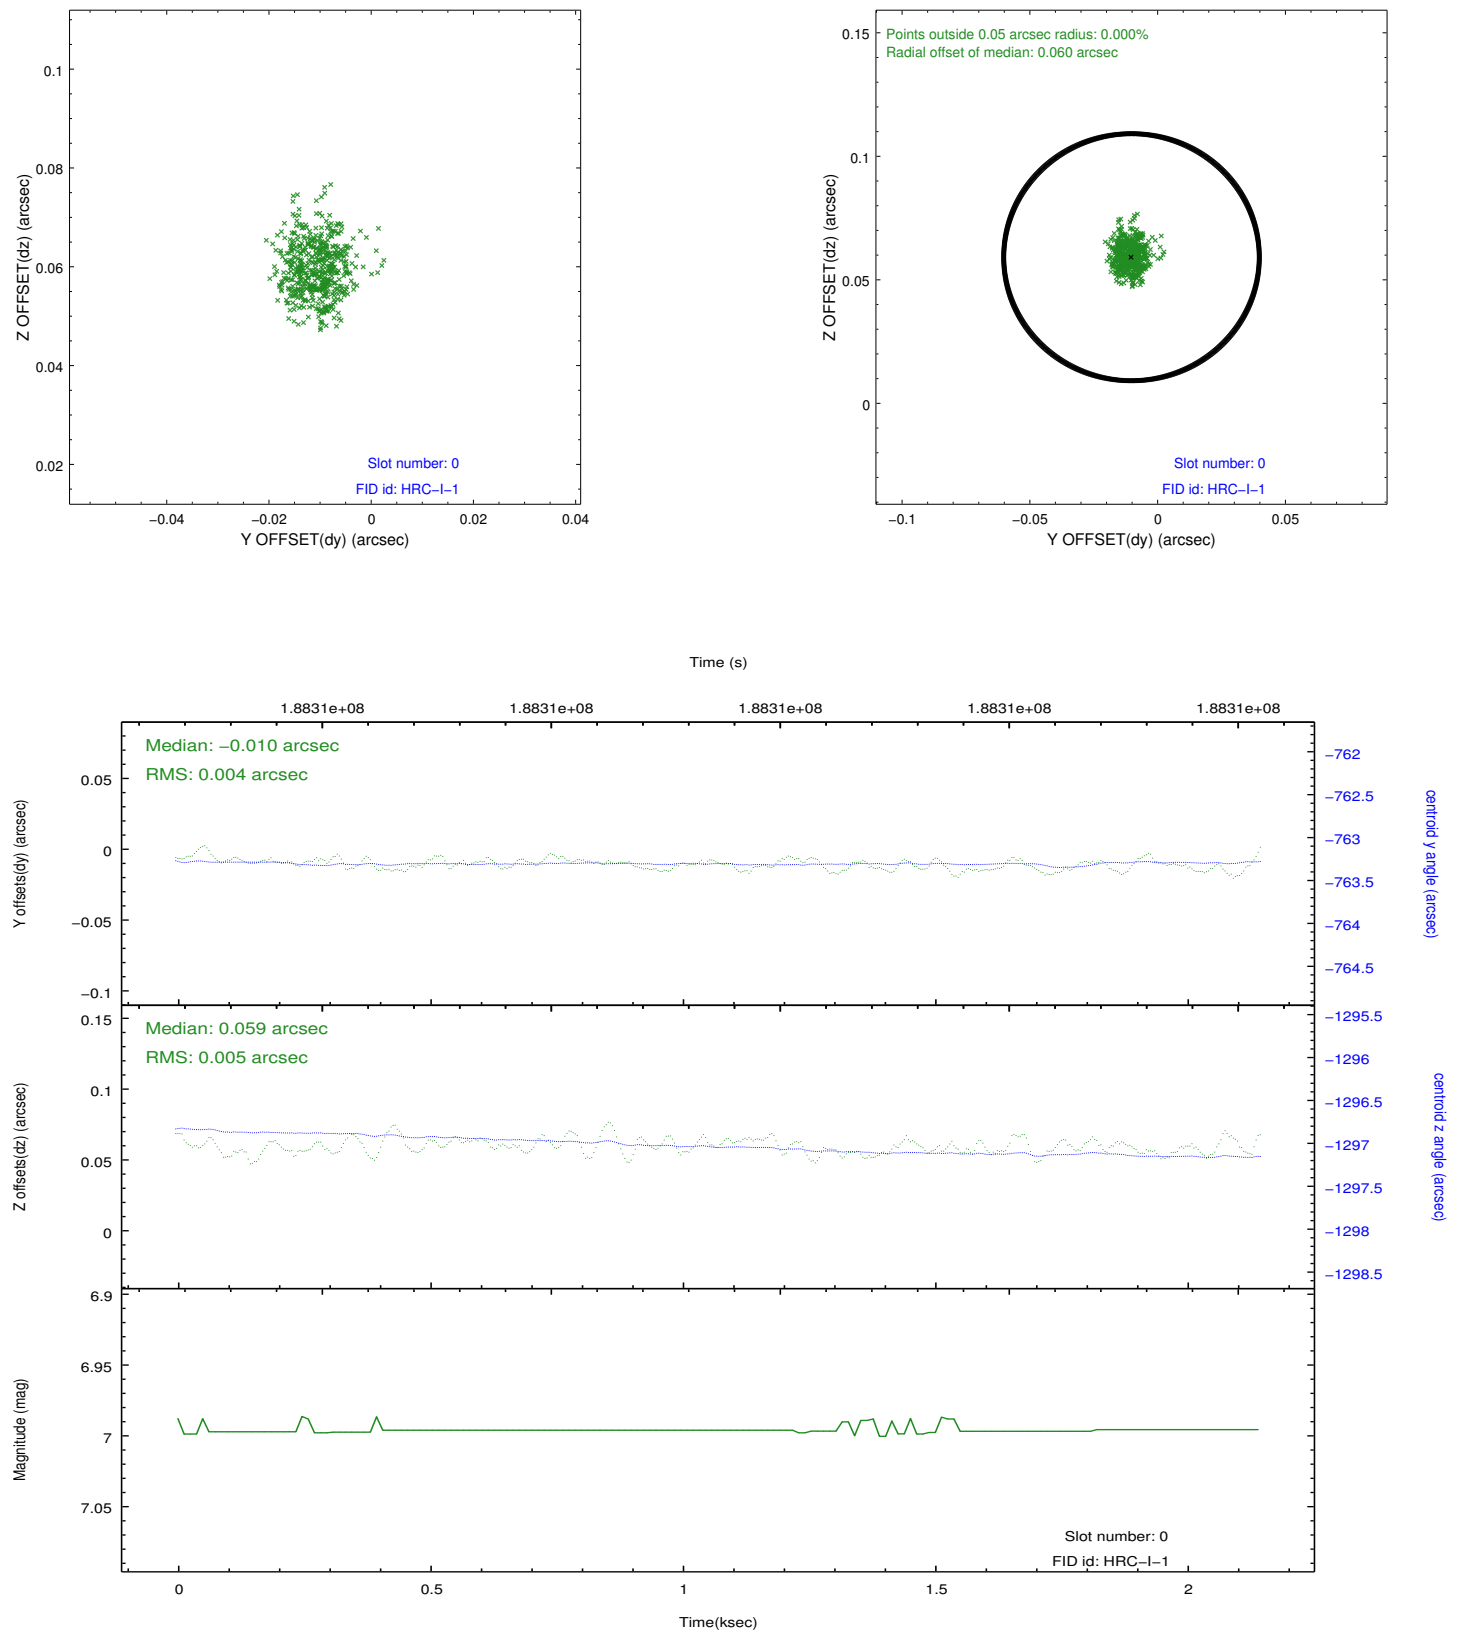 0.1
0.08
0.06
0.04
0.02
Z OFFSET(dz) (arcsec)
Slot number: 0
FID id: HRC−I−1
−0.04 −0.02 0 0.02 0.04
Y OFFSET(dy) (arcsec)
Points outside 0.05 arcsec radius: 0.000%
Radial offset of median: 0.060 arcsec
0.15
0.1
0.05
0
Z OFFSET(dz) (arcsec)
Slot number: 0
FID id: HRC−I−1
−0.1 −0.05 0 0.05
Y OFFSET(dy) (arcsec)
Time (s)
1.8831e+08 1.8831e+08 1.8831e+08 1.8831e+08 1.8831e+08
Median: −0.010 arcsec
RMS: 0.004 arcsec
0.05
0
−0.05
−0.1
Y offsets(dy) (arcsec)
−762
−762.5
−763
−763.5
−764
−764.5
centroid y angle (arcsec)
Median: 0.059 arcsec
RMS: 0.005 arcsec
0.15
0.1
0.05
0
Z offsets(dz) (arcsec)
−1295.5
−1296
−1296.5
−1297
−1297.5
−1298
−1298.5
centroid z angle (arcsec)
6.9
6.95
7
7.05
Magnitude (mag)
Slot number: 0
FID id: HRC−I−1
0 0.5 1 1.5 2
Time(ksec)